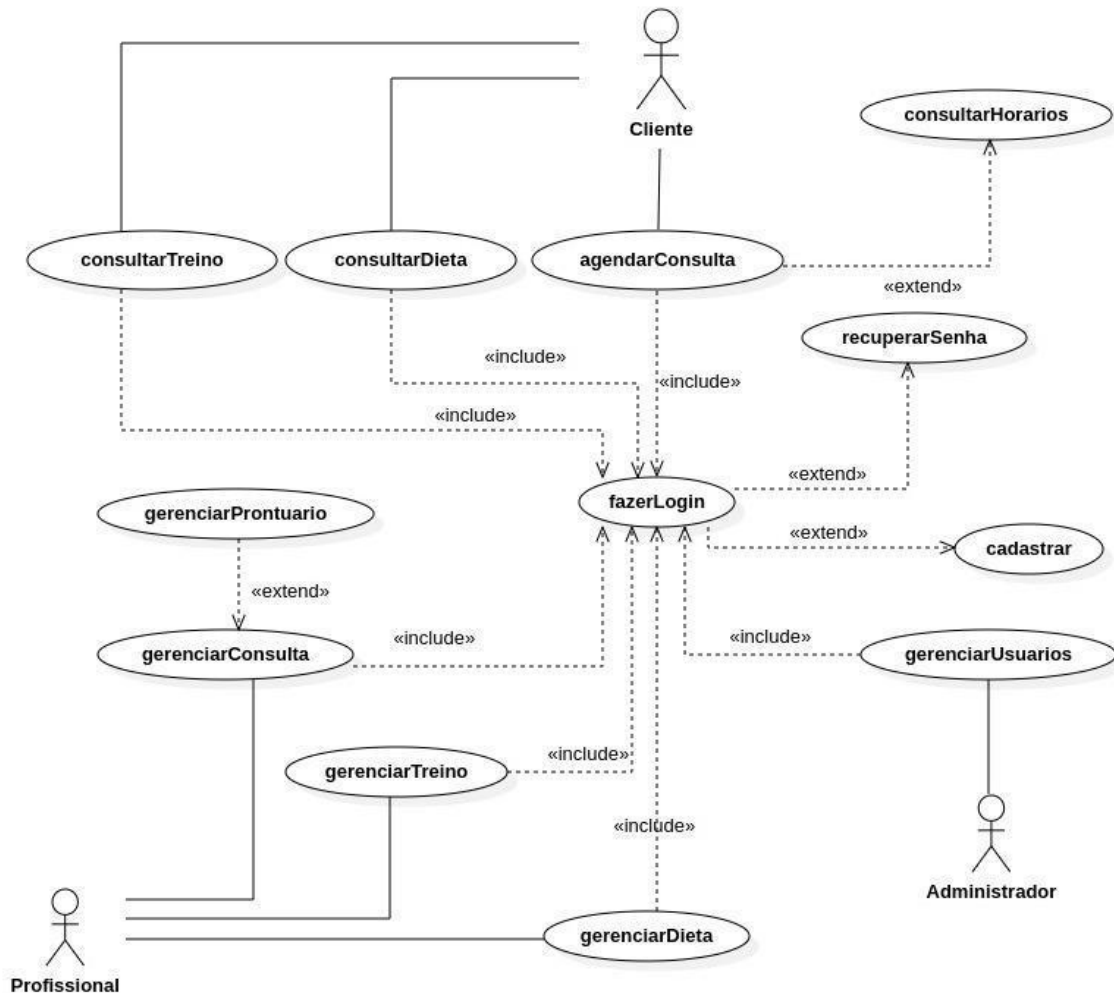 Cliente
consultarHorarios
consultarTreino
consultarDieta
agendarConsulta
«extend»
recuperarSenha
«include»
«include»
«include»
«extend»
fazerLogin
gerenciarProntuario
«extend»
cadastrar
«extend»
«include»
«include»
gerenciarConsulta
gerenciarUsuarios
«include»
gerenciarTreino
«include»
Administrador
gerenciarDieta
Profissional